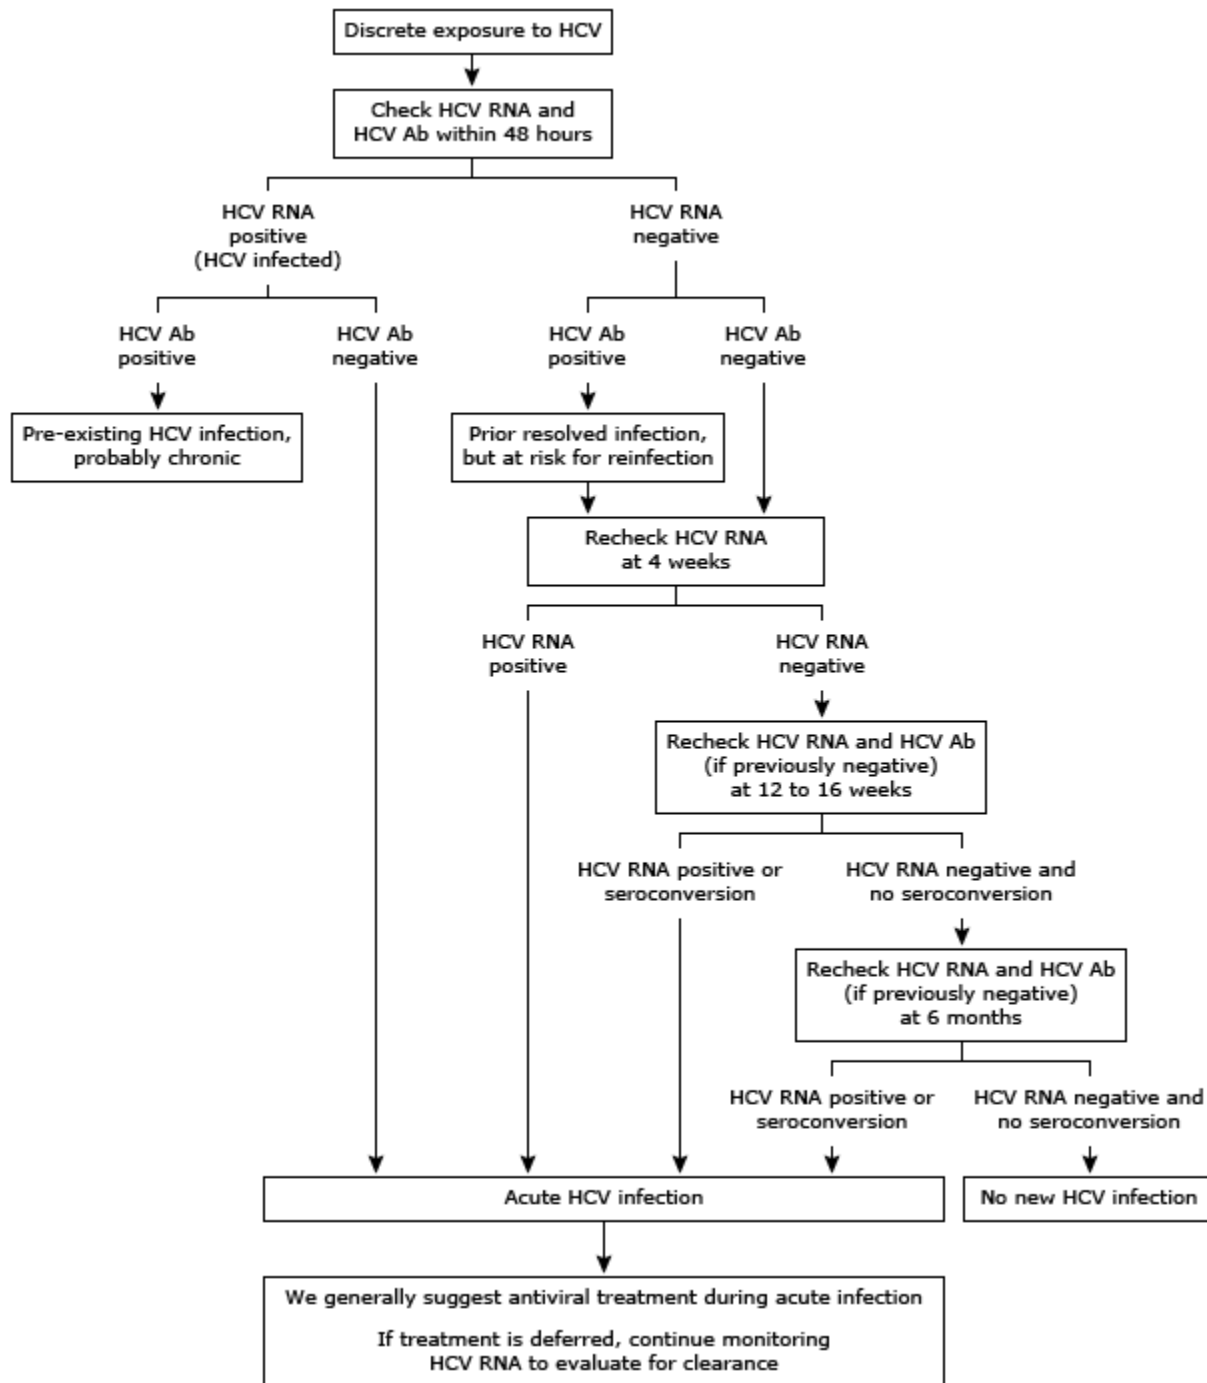 Discrete exposure to HCV
Check HCV RNA and
HCV Ab within 48 hours
HCV RNA
positive
(HCV infected)
HCV RNA
negative
HCV Ab
positive
HCV Ab
negative
HCV Ab
positive
HCV Ab
negative
Pre-existing HCV infection,
probably chronic
Prior resolved infection,
but at risk for reinfection
Recheck HCV RNA
at 4 weeks
HCV RNA
positive
HCV RNA
negative
Recheck HCV RNA and HCV Ab
(if previously negative)
at 12 to 16 weeks
HCV RNA positive or
seroconversion
HCV RNA negative and
no seroconversion
Recheck HCV RNA and HCV Ab
(if previously negative)
at 6 months
HCV RNA positive or
seroconversion
HCV RNA negative and
no seroconversion
Acute HCV infection
No new HCV infection
We generally suggest antiviral treatment during acute infection
If treatment is deferred, continue monitoring
HCV RNA to evaluate for clearance